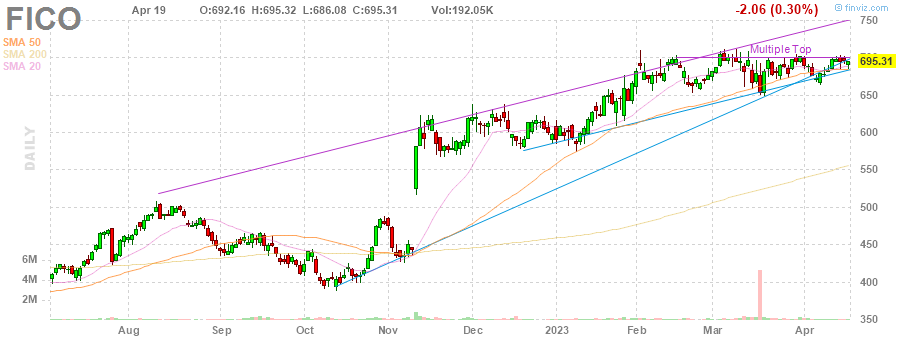 FICO
Apr 19 O:692.16 H:695.32 L:686.08 C:695.31 Vol:192.05K -2.06 (0.30%) finviz.com
SMA 50
SMA 200
SMA 20
DAILY
Multiple Top
750
695.31
650
600
550
500
450
400
350
6M
4M
2M
Aug Sep Oct Nov Dec 2023 Feb Mar Apr